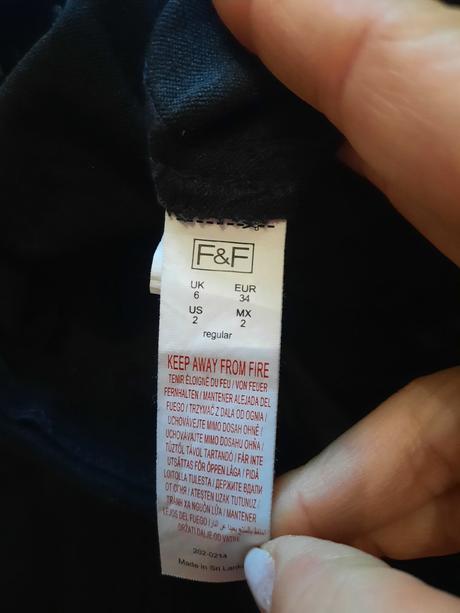 F&F
UK EUR
6 34
US MX
2 2
regular
KEEP AWAY FROM FIRE
TENIR ÉLOIGNÉ DU FEU / VON FEUER
FERNHALTEN / MANTENER ALEJADA DEL
FUEGO / TRZYMAĆ Z DALA OD OGNIA /
UCHOVÁVEJTE MIMO DOSAH OHNĚ /
UCHOVÁVAJTE MIMO DOSAHU OHŇA /
TŰZTŐL TÁVOL TARTANDÓ / FÅR INTE
UTSÄTTAS FÖR ÖPPEN LÅGA / PIDÄ
LOITOLLA TULESTA / ДЕРЖИТЕ ВДАЛИ
ОТ ОГНЯ / ATEŞTEN UZAK TUTUNUZ /
TRÁNH XA NGUỒN LỬA / MANTENER
LEJOS DEL FUEGO /
DRŽATI DALJE OD VATRE
202-0214
Made in Sri Lanka